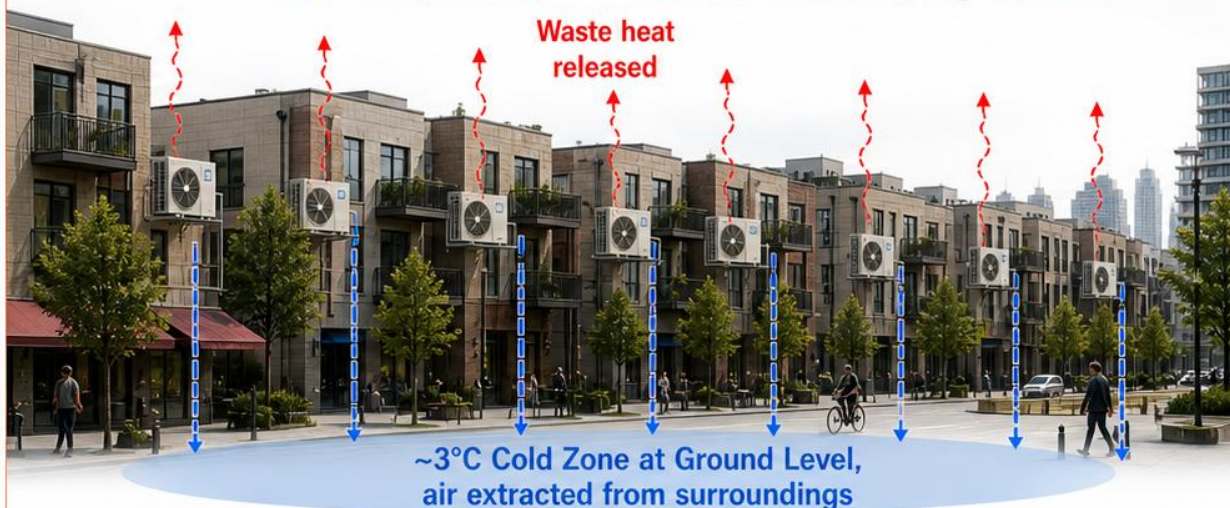 Waste heat
released
~3°C Cold Zone at Ground Level,
air extracted from surroundings